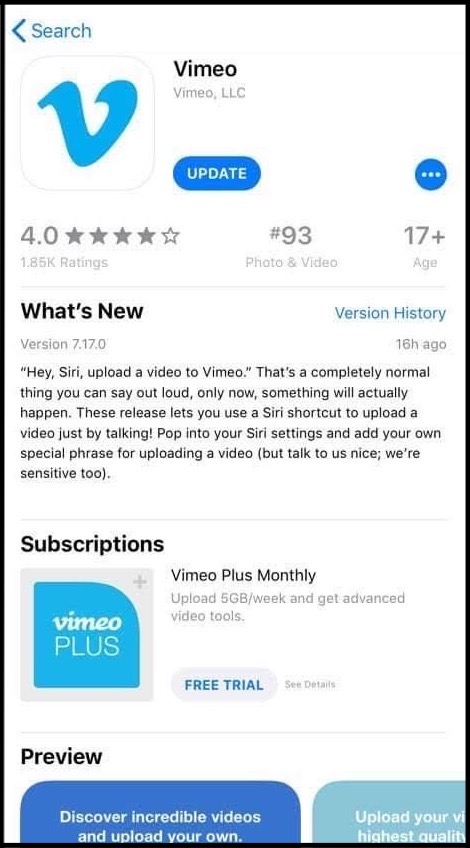 Search
Vimeo
Vimeo, LLC
UPDATE
4.0
#93
17+
1.85K Ratings
Photo & Video
Age
What's New
Version History
Version 7.17.0
16h ago
“Hey, Siri, upload a video to Vimeo.” That's a completely normal
thing you can say out loud, only now, something will actually
happen. These release lets you use a Siri shortcut to upload a
video just by talking! Pop into your Siri settings and add your own
special phrase for uploading a video (but talk to us nice; we're
sensitive too).
Subscriptions
vimeo
PLUS
Vimeo Plus Monthly
Upload 5GB/week and get advanced
video tools.
FREE TRIAL
See Details
Preview
Discover incredible videos
and upload your own.
Upload your vi
highest quality